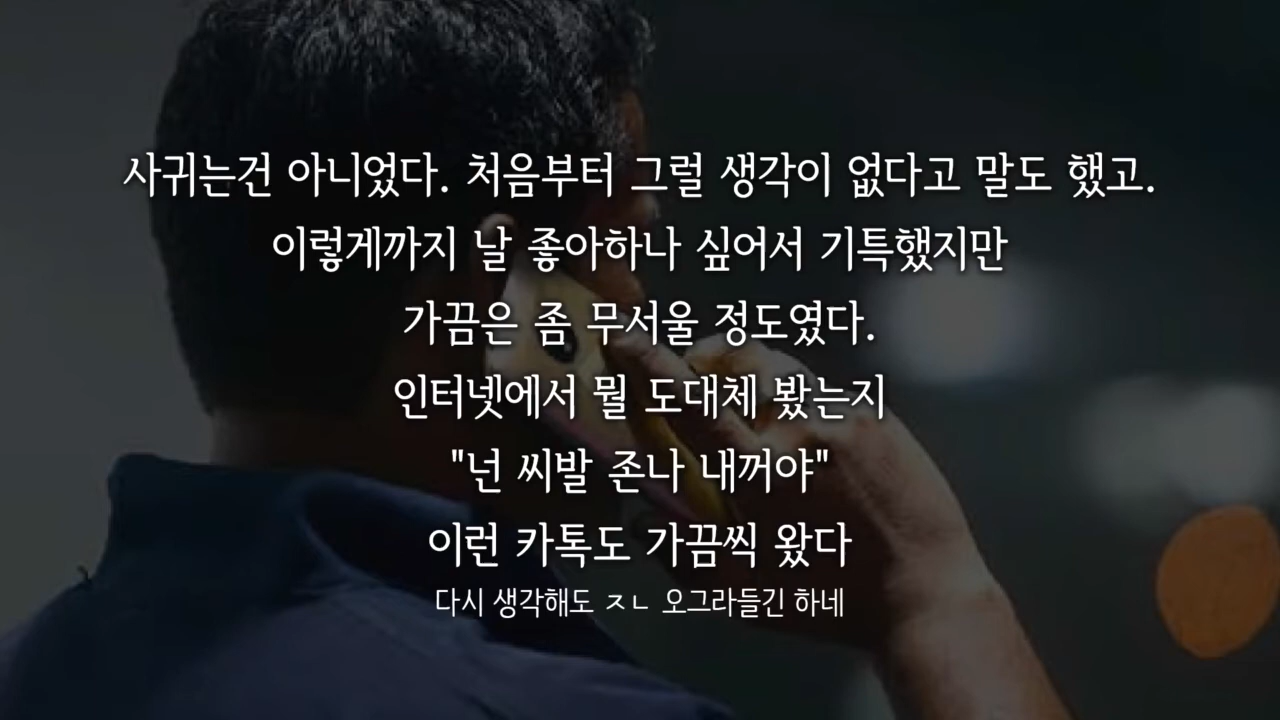 사귀는건 아니었다. 처음부터 그럴 생각이 없다고 말도 했고.
이렇게까지 날 좋아하나 싶어서 기특했지만
가끔은 좀 무서울 정도였다.
인터넷에서 뭘 도대체 봤는지
"넌 씨발 존나 내꺼야"
이런 카톡도 가끔씩 왔다
다시 생각해도 ㅈㄴ 오그라들긴 하네